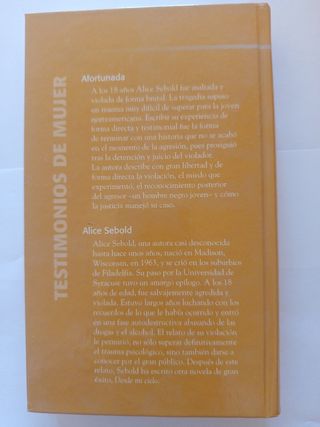 TESTIMONIOS DE MUJER
Afortunada
A los 18 años Alice Sebold fue asaltada y
violada de forma brutal. La tragedia supuso
un trauma muy difícil de superar para la joven
norteamericana. Escribir su experiencia de
forma directa y testimonial fue la forma
de terminar con una historia que no se acabó
en el momento de la agresión, pues prosiguió
tras la detención y juicio del violador.
La autora describe con gran libertad y de
forma directa la violación, el miedo que
experimentó, el reconocimiento posterior
del agresor –un hombre negro joven– y cómo
la justicia manejó su caso.
Alice Sebold
Alice Sebold, una autora casi desconocida
hasta hace unos años, nació en Madison,
Wisconsin, en 1963, y se crió en los suburbios
de Filadelfia. Su paso por la Universidad de
Syracuse tuvo un amargo epílogo. A los 18
años de edad, fue salvajemente agredida y
violada. Estuvo largos años luchando con los
recuerdos de lo que le había ocurrido y entró
en una fase autodestructiva abusando de las
drogas y el alcohol. El relato de su violación
le permitió, no sólo superar definitivamente
el trauma psicológico, sino también darse a
conocer por el gran público. Después de este
relato, Sebold ha escrito otra novela de gran
éxito, Desde mi cielo.